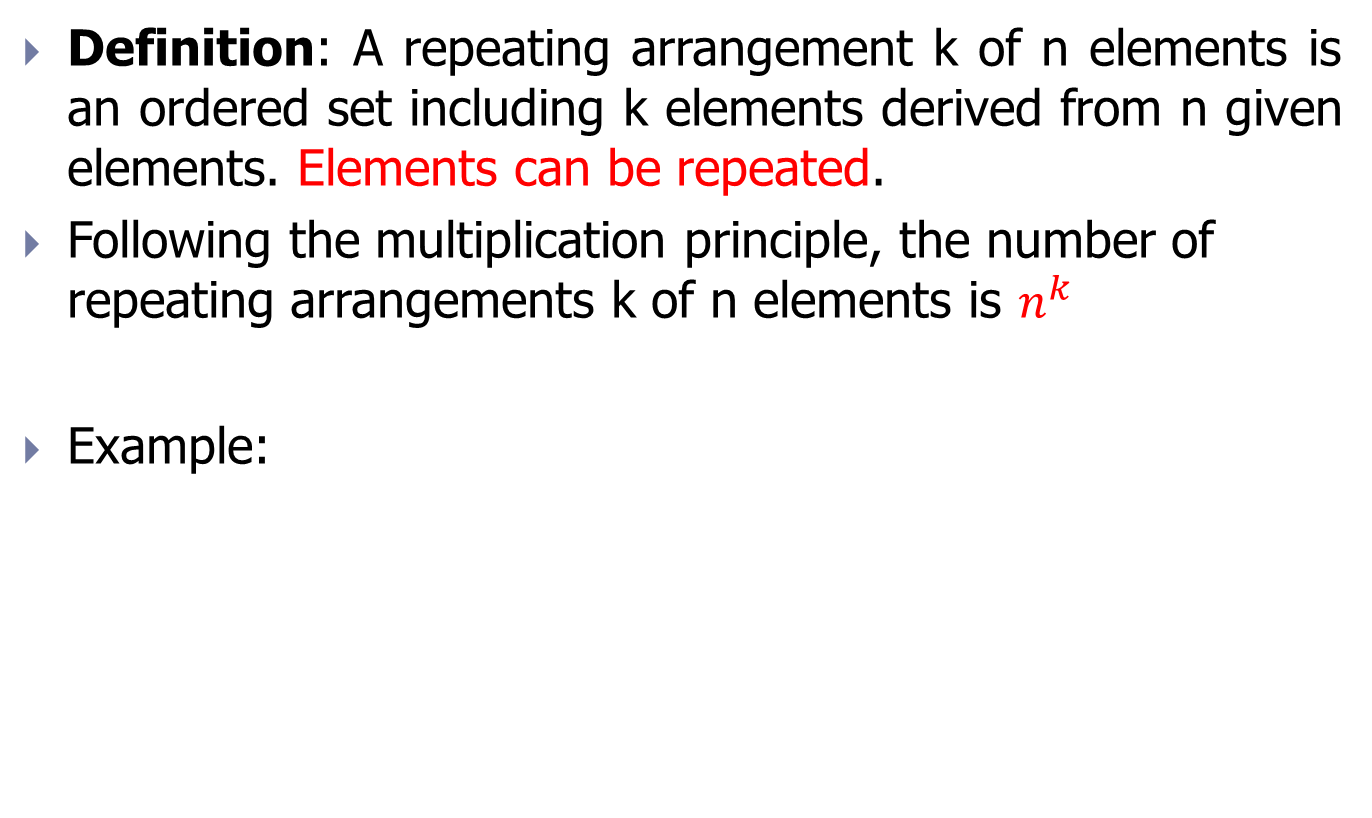 Definition: A repeating arrangement k of n elements is
an ordered set including k elements derived from n given
elements. Elements can be repeated.
Following the multiplication principle, the number of
repeating arrangements k of n elements is n^k
Example: